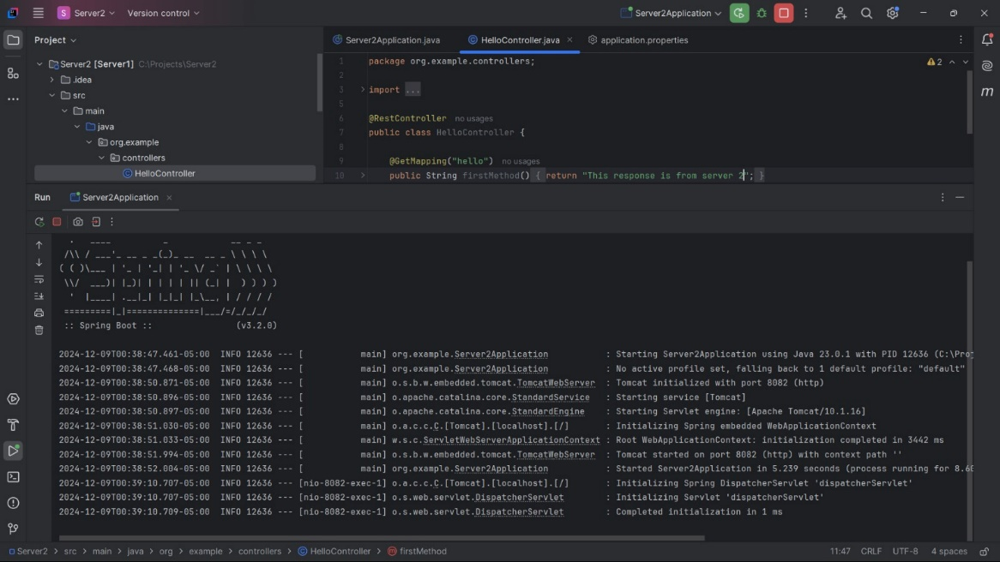 S Server2 Version control Server2Application
Project
Server2Application.java HelloController.java application.properties
Server2 [Server1] C:\Projects\Server2
.idea
src
main
java
org.example
controllers
HelloController
1 package org.example.controllers;
2
3 import ...
5
6 @RestController no usages
7 public class HelloController {
8
9 @GetMapping("hello") no usages
10 public String firstMethod() { return "This response is from server 2"; }
2
Run Server2Application
:: Spring Boot :: (v3.2.0)
2024-12-09T00:38:47.461-05:00 INFO 12636 --- [ main] org.example.Server2Application : Starting Server2Application using Java 23.0.1 with PID 12636 (C:\Proj
2024-12-09T00:38:47.468-05:00 INFO 12636 --- [ main] org.example.Server2Application : No active profile set, falling back to 1 default profile: "default"
2024-12-09T00:38:50.871-05:00 INFO 12636 --- [ main] o.s.b.w.embedded.tomcat.TomcatWebServer : Tomcat initialized with port 8082 (http)
2024-12-09T00:38:50.896-05:00 INFO 12636 --- [ main] o.apache.catalina.core.StandardService : Starting service [Tomcat]
2024-12-09T00:38:50.897-05:00 INFO 12636 --- [ main] o.apache.catalina.core.StandardEngine : Starting Servlet engine: [Apache Tomcat/10.1.16]
2024-12-09T00:38:51.030-05:00 INFO 12636 --- [ main] o.a.c.c.C.[Tomcat].[localhost].[/] : Initializing Spring embedded WebApplicationContext
2024-12-09T00:38:51.033-05:00 INFO 12636 --- [ main] w.s.c.ServletWebServerApplicationContext : Root WebApplicationContext: initialization completed in 3442 ms
2024-12-09T00:38:51.994-05:00 INFO 12636 --- [ main] o.s.b.w.embedded.tomcat.TomcatWebServer : Tomcat started on port 8082 (http) with context path ''
2024-12-09T00:38:52.004-05:00 INFO 12636 --- [ main] org.example.Server2Application : Started Server2Application in 5.239 seconds (process running for 8.60
2024-12-09T00:39:10.707-05:00 INFO 12636 --- [nio-8082-exec-1] o.a.c.c.C.[Tomcat].[localhost].[/] : Initializing Spring DispatcherServlet 'dispatcherServlet'
2024-12-09T00:39:10.707-05:00 INFO 12636 --- [nio-8082-exec-1] o.s.web.servlet.DispatcherServlet : Initializing Servlet 'dispatcherServlet'
2024-12-09T00:39:10.709-05:00 INFO 12636 --- [nio-8082-exec-1] o.s.web.servlet.DispatcherServlet : Completed initialization in 1 ms
Server2 > src > main > java > org > example > controllers > HelloController > firstMethod 11:47 CRLF UTF-8 4 spaces